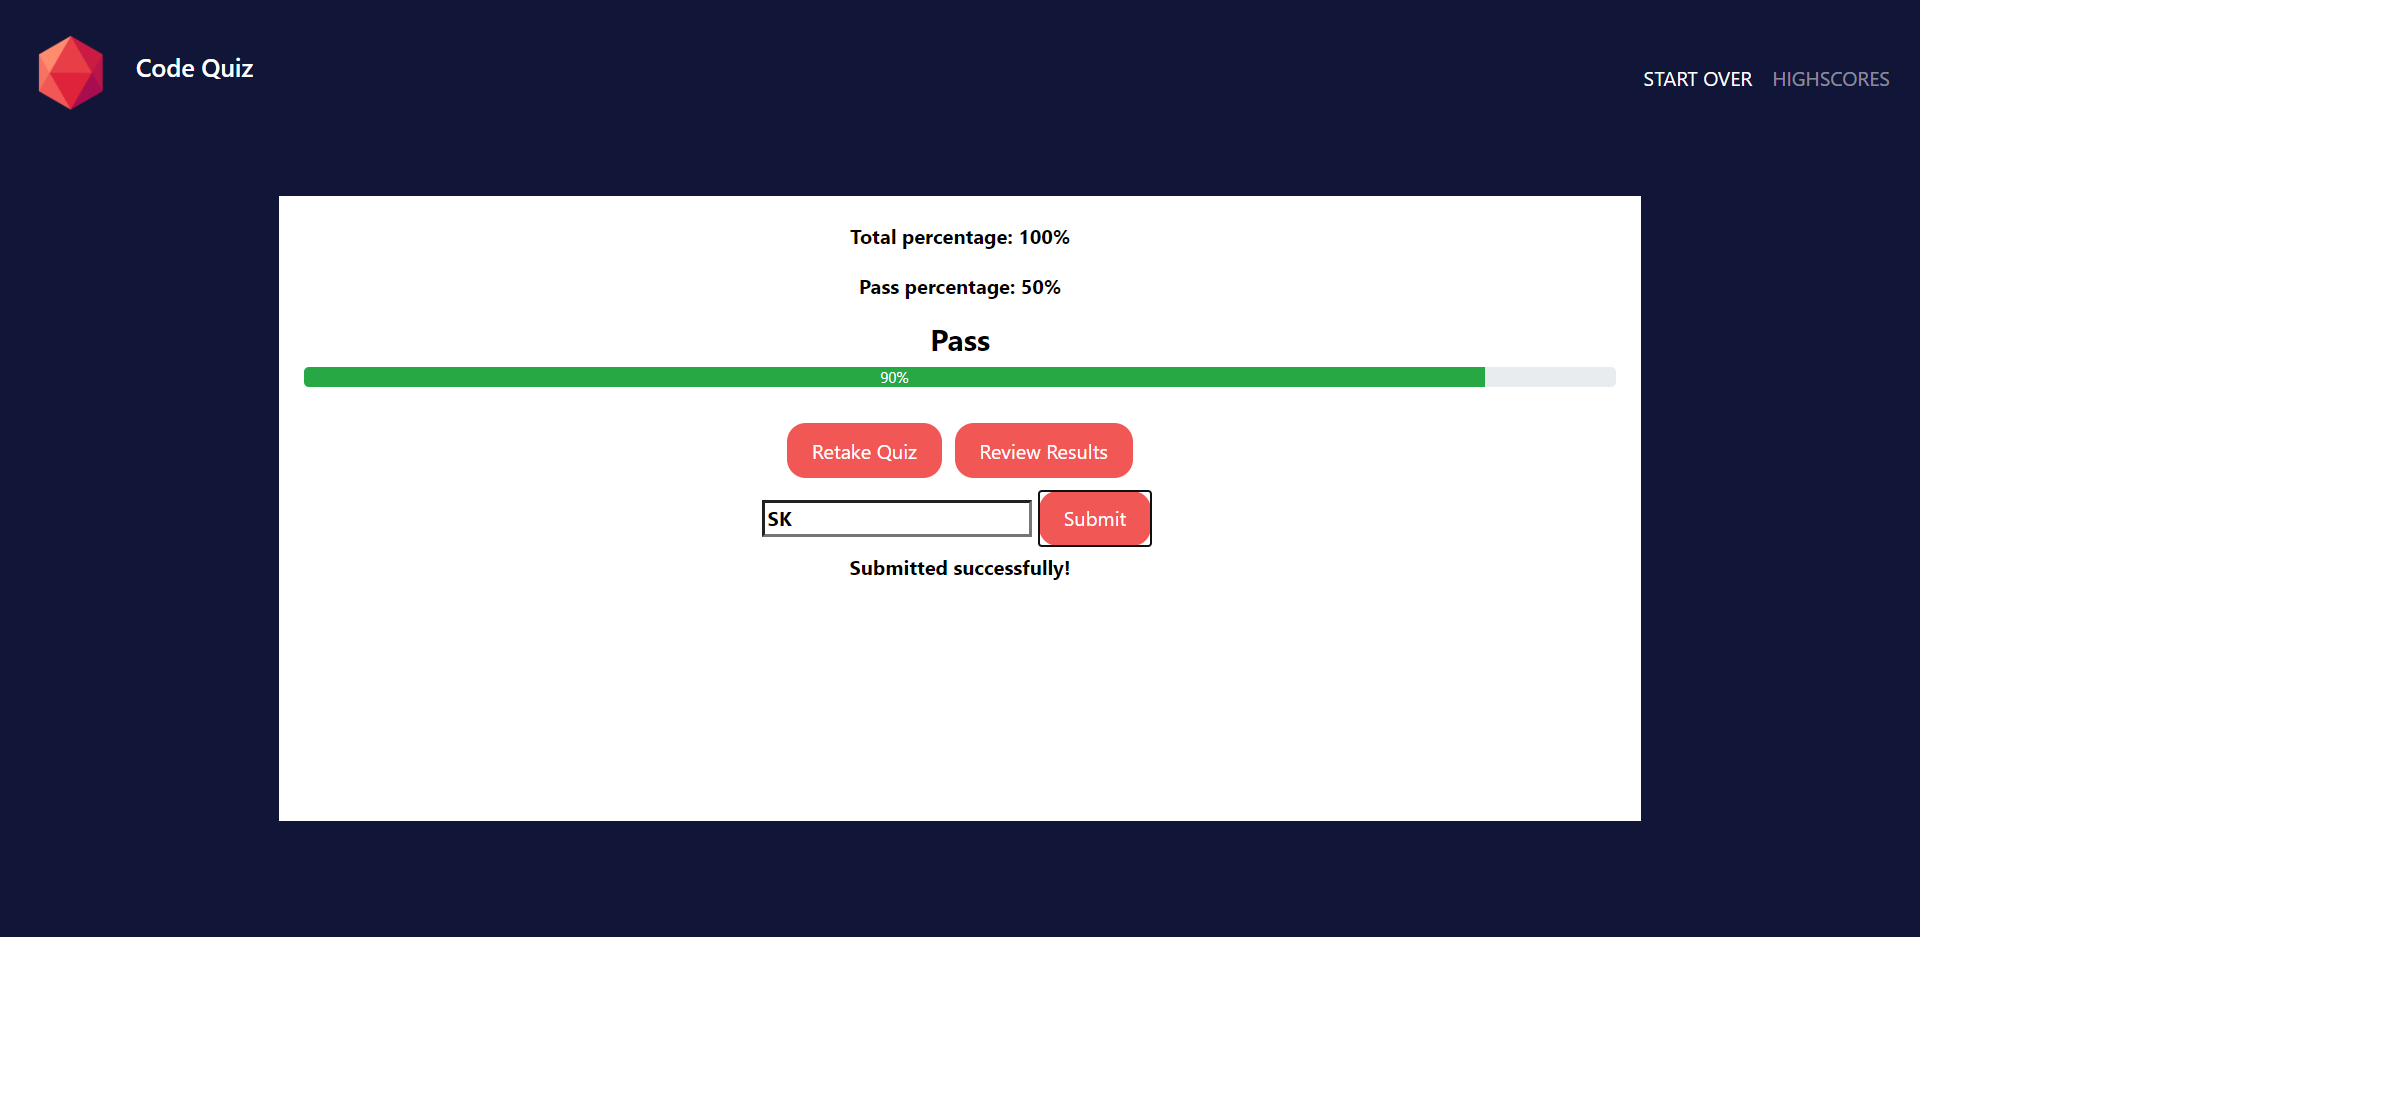 Code Quiz
START OVER HIGHSCORES
Total percentage: 100%
Pass percentage: 50%
Pass
90%
Retake Quiz Review Results
SK Submit
Submitted successfully!